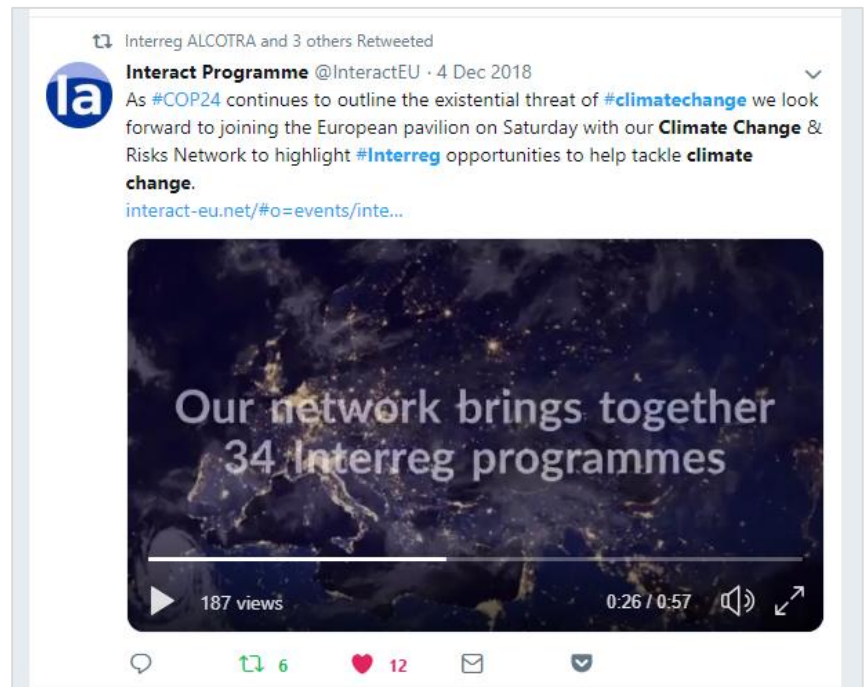 Interreg ALCOTRA and 3 others Retweeted
Ia
Interact Programme @InteractEU · 4 Dec 2018
As #COP24 continues to outline the existential threat of #climatechange we look
forward to joining the European pavilion on Saturday with our Climate Change &
Risks Network to highlight #Interreg opportunities to help tackle climate
change.
interact-eu.net/#o=events/inte...
Our network brings together
34 Interreg programmes
187 views
0:26 / 0:57
6
12